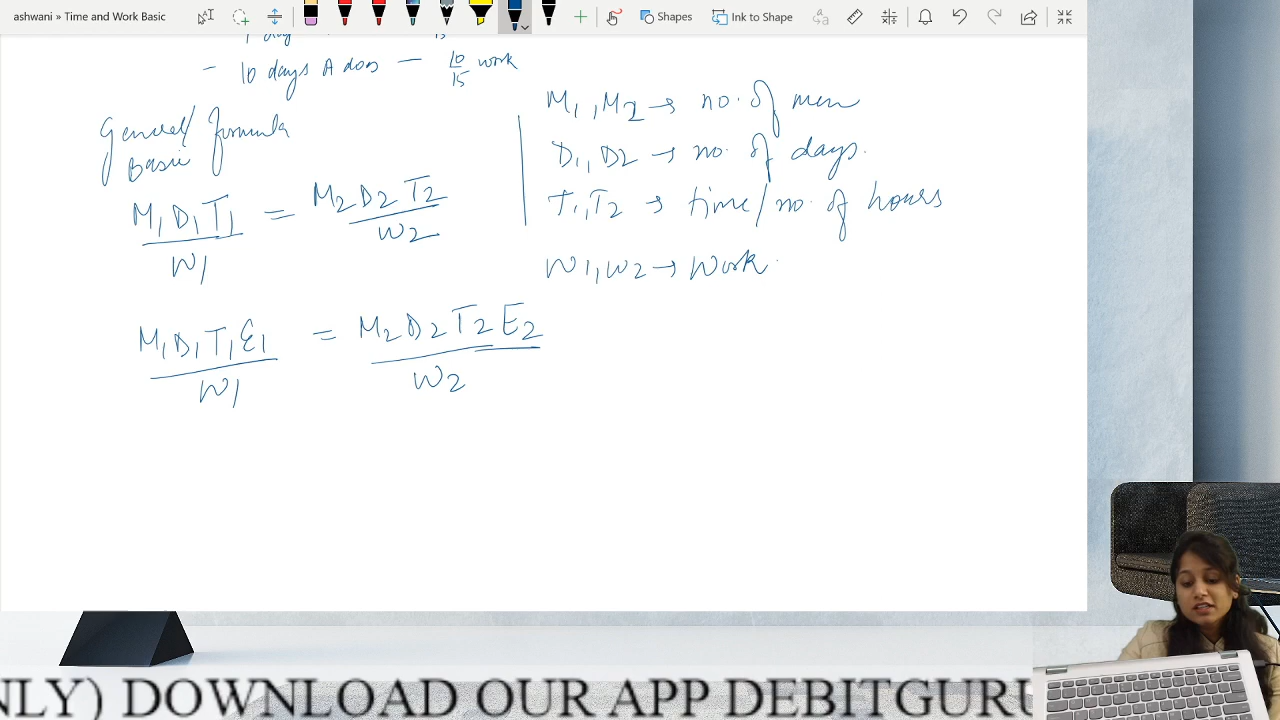 ashwani » Time and Work Basic
Shapes
Ink to Shape
- 10 days A does — 10/15 work
General/ formula
Basic
M1D1T1/W1 = M2D2T2/W2
M1, M2 → no. of men
D1, D2 → no. of days.
T1, T2 → time/no. of hours
W1, W2 → Work.
M1D1T1E1/W1 = M2D2T2E2/W2
NLY) DOWNLOAD OUR APP DEBITGURU